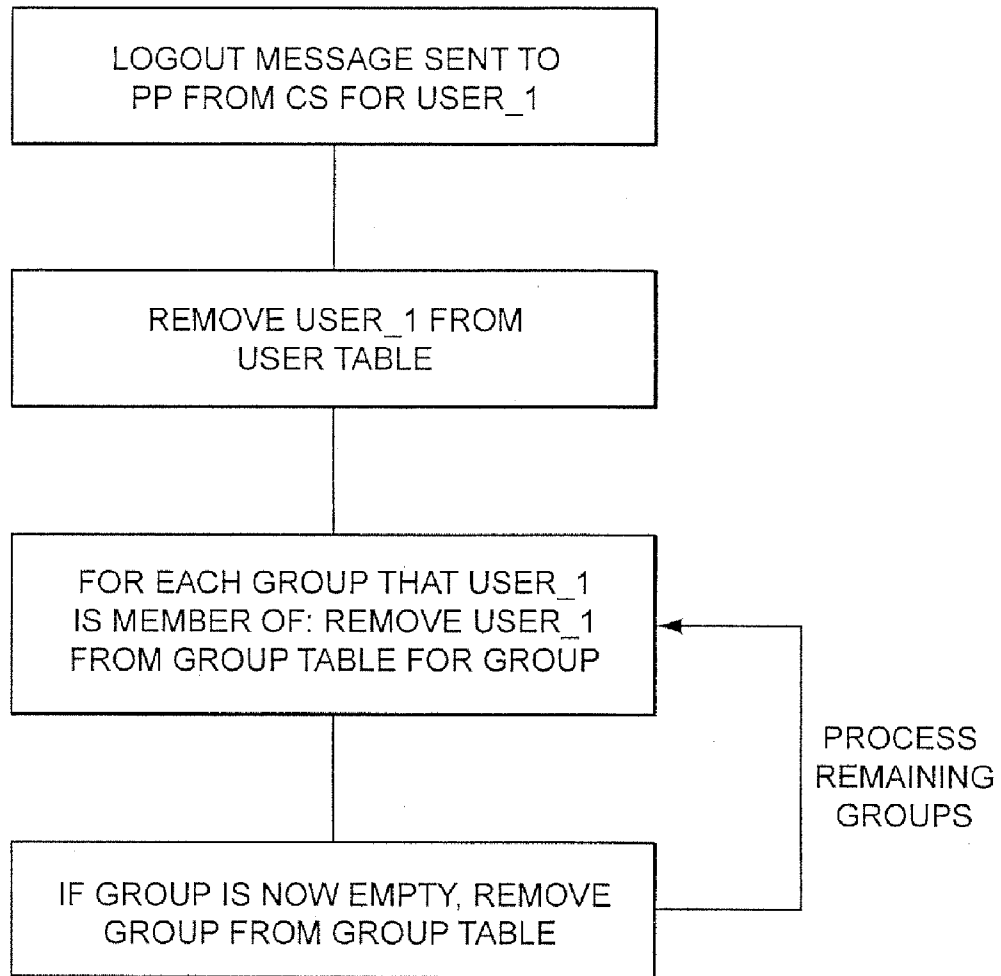 LOGOUT MESSAGE SENT TO
PP FROM CS FOR USER_1
REMOVE USER_1 FROM
USER TABLE
FOR EACH GROUP THAT USER_1
IS MEMBER OF: REMOVE USER_1
FROM GROUP TABLE FOR GROUP
PROCESS
REMAINING
GROUPS
IF GROUP IS NOW EMPTY, REMOVE
GROUP FROM GROUP TABLE